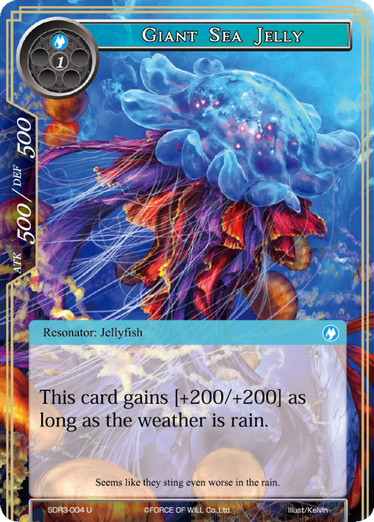 GIANT SEA JELLY
1
ATK 500 / DEF 500
Resonator: Jellyfish
This card gains [+200/+200] as
long as the weather is rain.
Seems like they sting even worse in the rain.
SDR3-004 U ©FORCE OF WILL Co.,Ltd. Illust/Kelvin